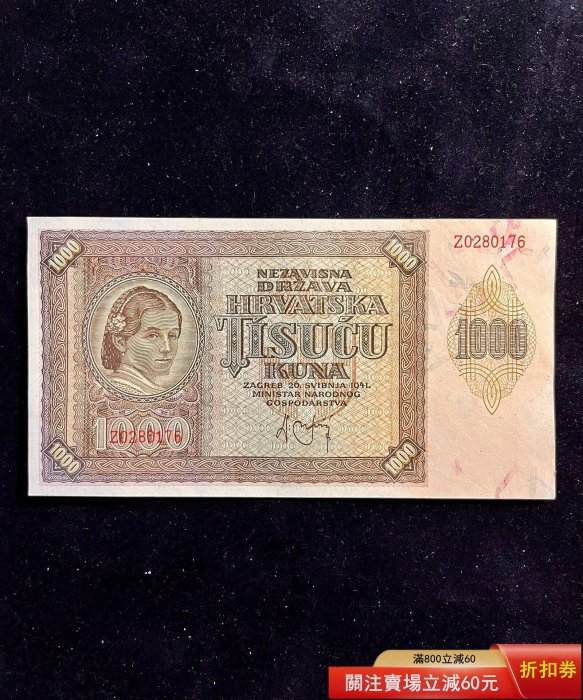 1000
1000
Z0280176
NEZAVISNA
DRŽAVA
HRVATSKA
TISUĆU
KUNA
ZAGREB 26. SVIBNJA 1941.
MINISTAR NARODNOG
GOSPODARSTVA
1000
1000
Z0280176
1000
1000
滿800立減60
關注賣場立減60元
折扣券